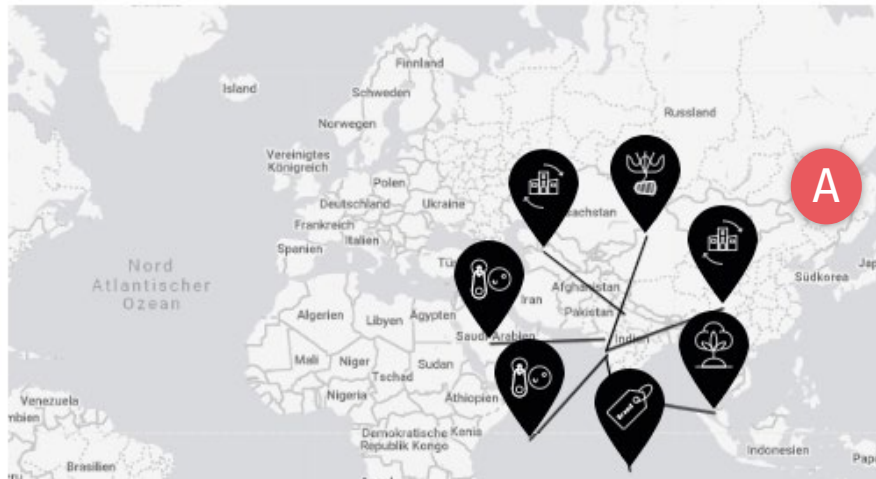 Island
Finnland
Schweden
Norwegen
Russland
Vereinigtes
Königreich
Polen
Deutschland
Ukraine
Frankreich
Italien
Spanien
A
Nord
Atlantischer
Ozean
Südkorea
Afghanistan
Iran
Pakistan
Algerien
Libyen
Ägypten
Saudi-Arabien
Mali
Niger
Tschad
Sudan
Nigeria
Äthiopien
Venezuela
Demokratische
Republik Kongo
Kenia
Brand
Indonesien
Brasilien